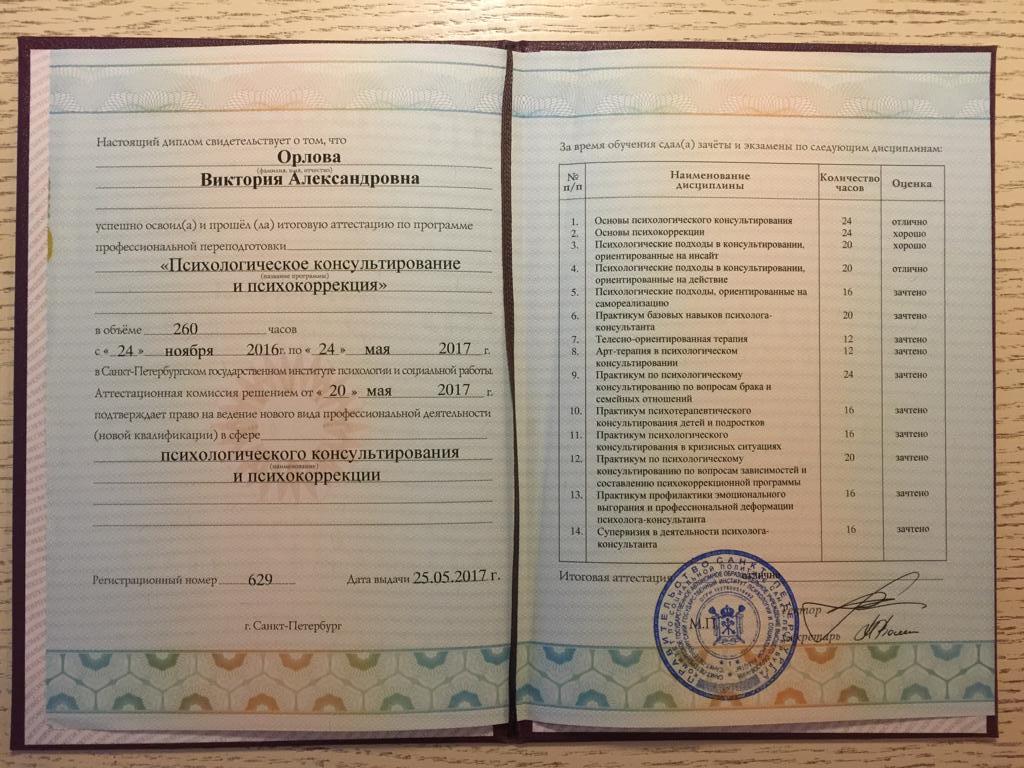 Настоящий диплом свидетельствует о том, что
Орлова
(фамилия, имя, отчество)
Виктория Александровна
успешно освоил(а) и прошёл (ла) итоговую аттестацию по программе
профессиональной переподготовки
«Психологическое консультирование
(название программы)
и психокоррекция»
в объёме 260 часов
с « 24 » ноября 2016г. по « 24 » мая 2017 г.
в Санкт-Петербургском государственном институте психологии и социальной работы.
Аттестационная комиссия решением от « 20 » мая 2017 г.
подтверждает право на ведение нового вида профессиональной деятельности
(новой квалификации) в сфере
психологического консультирования
(наименование)
и психокоррекции
Регистрационный номер 629 Дата выдачи 25.05.2017 г.
г. Санкт-Петербург
За время обучения сдал(а) зачёты и экзамены по следующим дисциплинам:
№ Наименование Количество Оценка
п/п дисциплины часов
1. Основы психологического консультирования 24 отлично
2. Основы психокоррекции 24 хорошо
3. Психологические подходы в консультировании, 20 хорошо
ориентированные на инсайт
4. Психологические подходы в консультировании, 20 отлично
ориентированные на действие
5. Психологические подходы, ориентированные на 16 зачтено
самореализацию
6. Практикум базовых навыков психолога- 20 зачтено
консультанта
7. Телесно-ориентированная терапия 12 зачтено
8. Арт-терапия в психологическом 12 зачтено
консультировании
9. Практикум по психологическому 24 зачтено
консультированию по вопросам брака и
семейных отношений
10. Практикум психотерапевтического 16 зачтено
консультирования детей и подростков
11. Практикум психологического 16 зачтено
консультирования в кризисных ситуациях
12. Практикум по психологическому 20 зачтено
консультированию по вопросам зависимостей и
составлению психокоррекционной программы
13. Практикум профилактики эмоционального 16 зачтено
выгорания и профессиональной деформации
психолога-консультанта
14. Супервизия в деятельности психолога- 16 зачтено
консультанта
Итоговая аттестация отлично
Ректор
М.П.
Секретарь
ПРАВИТЕЛЬСТВО САНКТ-ПЕТЕРБУРГА